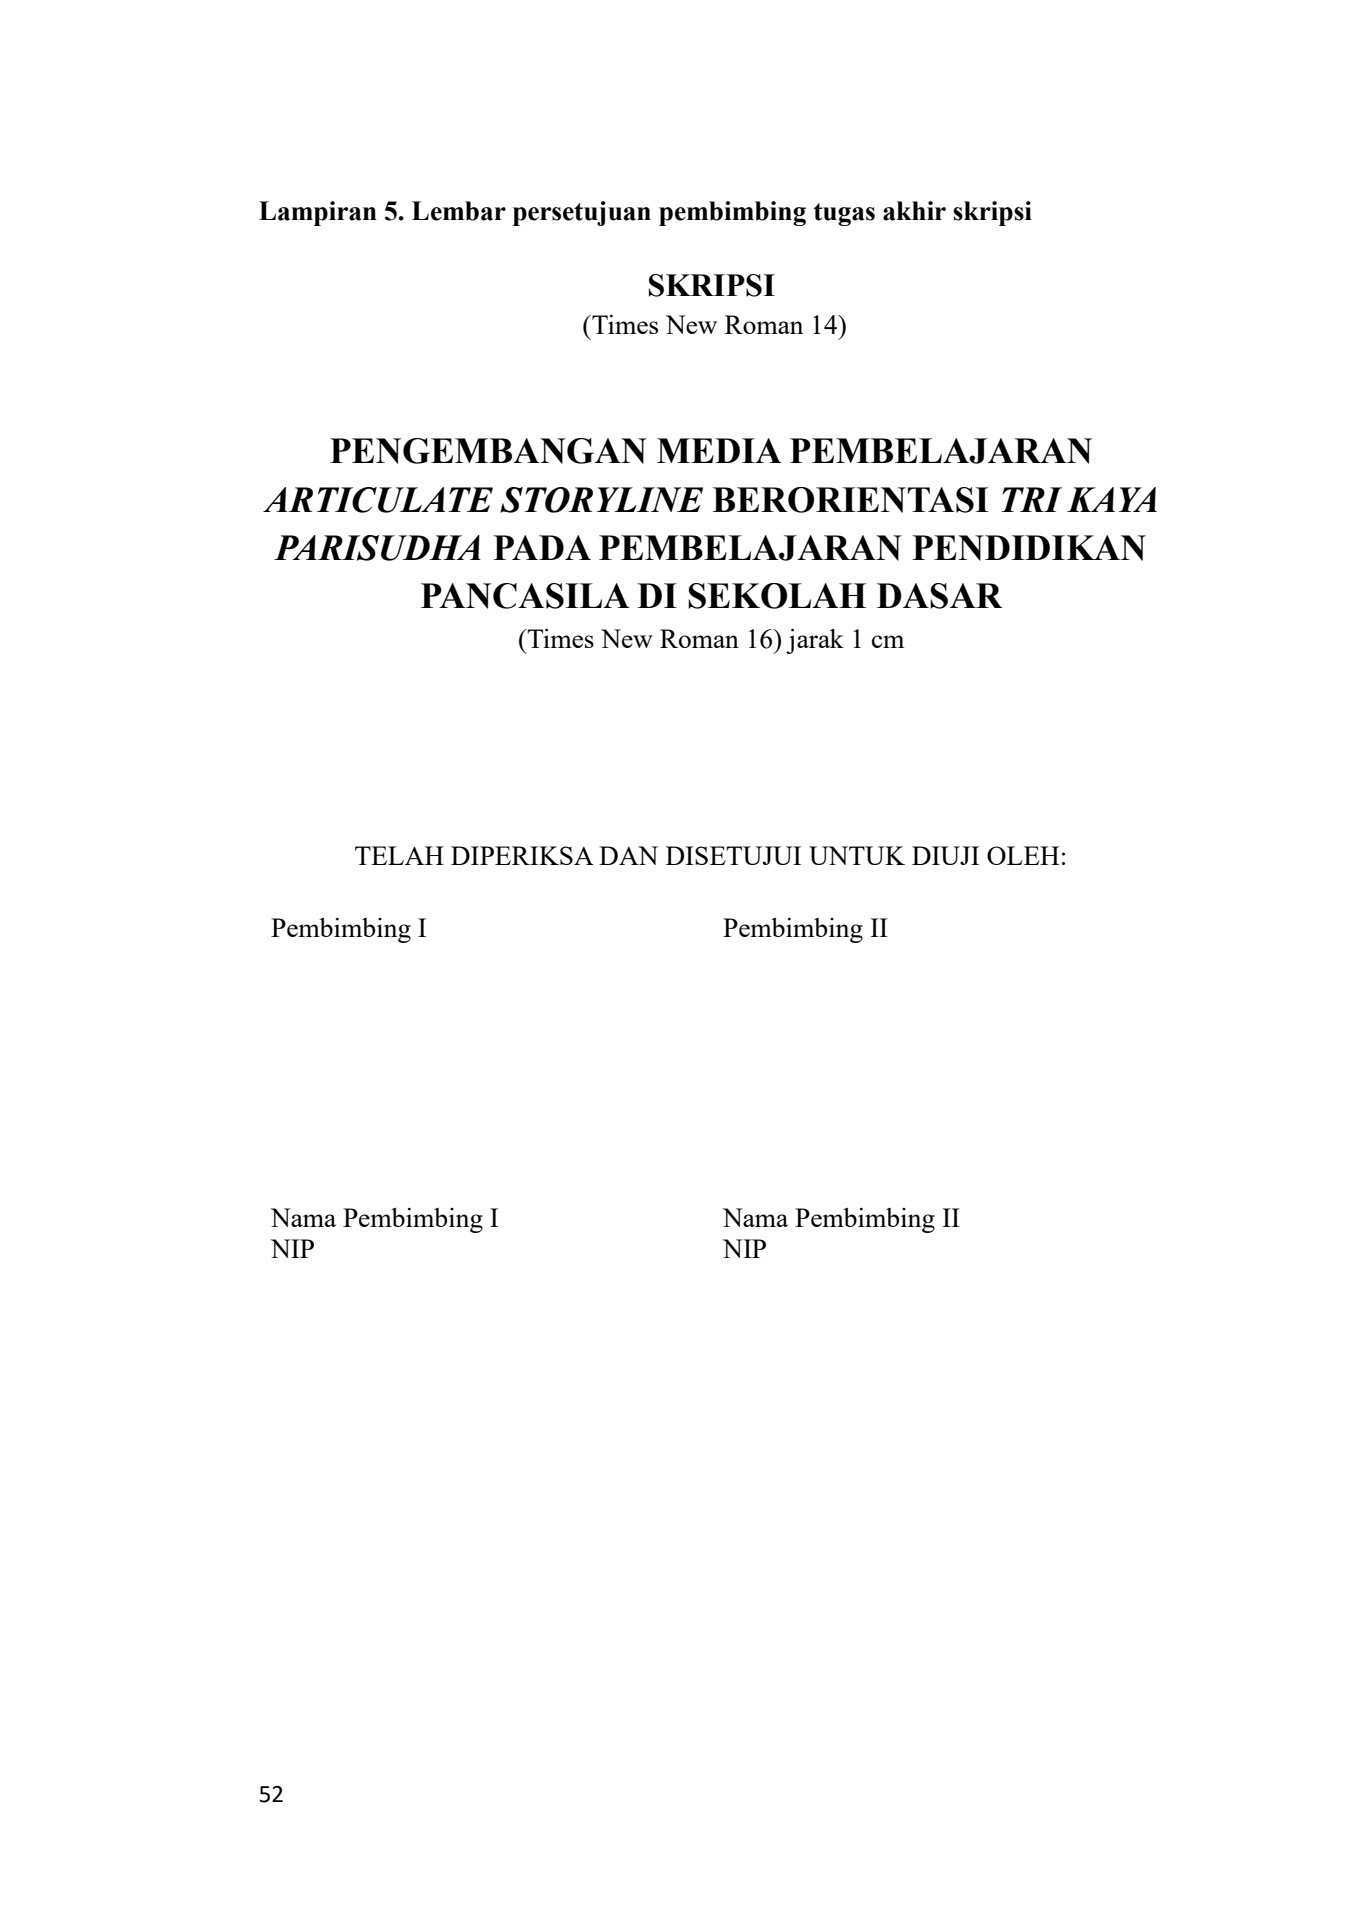 Lampiran 5. Lembar persetujuan pembimbing tugas akhir skripsi
SKRIPSI
(Times New Roman 14)
PENGEMBANGAN MEDIA PEMBELAJARAN
ARTICULATE STORYLINE BERORIENTASI TRI KAYA
PARISUDHA PADA PEMBELAJARAN PENDIDIKAN
PANCASILA DI SEKOLAH DASAR
(Times New Roman 16) jarak 1 cm
TELAH DIPERIKSA DAN DISETUJUI UNTUK DIUJI OLEH:
Pembimbing I Pembimbing II
Nama Pembimbing I Nama Pembimbing II
NIP NIP
52